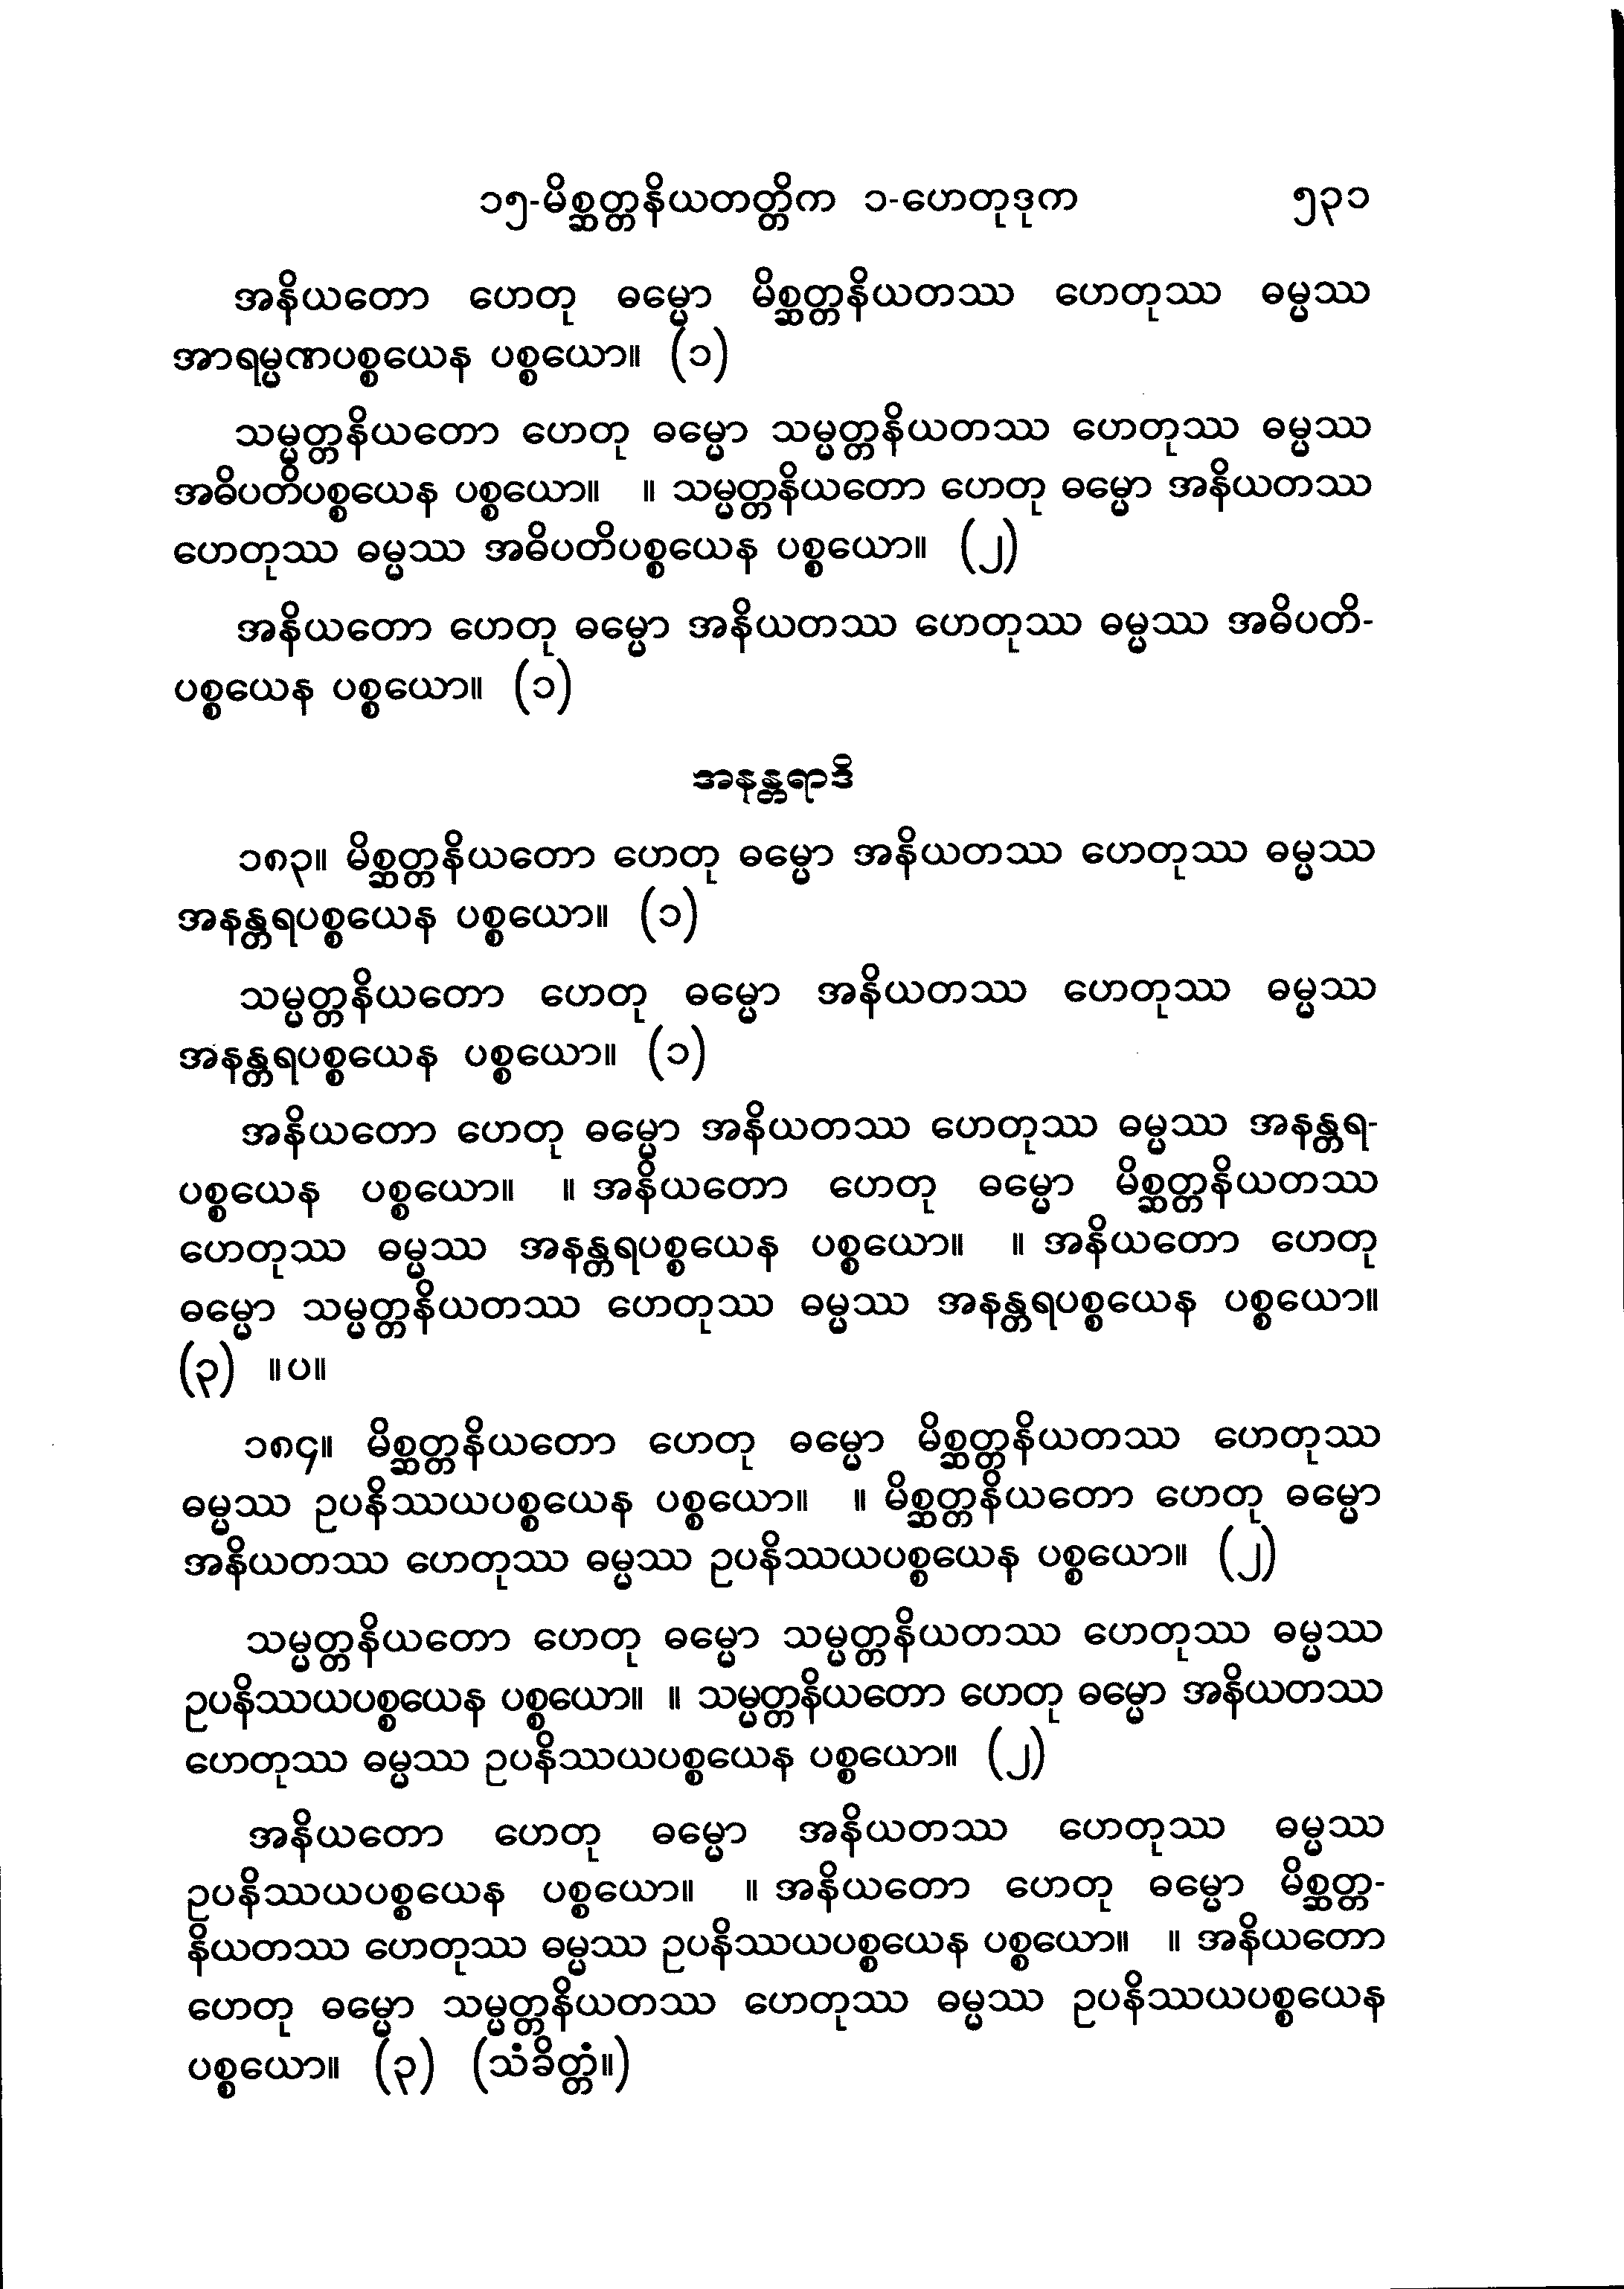 ၁၅-မိစ္ဆတ္တနိယတတ္တိက ၁-ဟေတုဒုက ၅၃၁
အနိယတော ဟေတု ဓမ္မော မိစ္ဆတ္တနိယတဿ ဟေတုဿ ဓမ္မဿ
အာရမ္မဏပစ္စယေန ပစ္စယော။ (၁)
သမ္မတ္တနိယတော ဟေတု ဓမ္မော သမ္မတ္တနိယတဿ ဟေတုဿ ဓမ္မဿ
အဓိပတိပစ္စယေန ပစ္စယော။ ။ သမ္မတ္တနိယတော ဟေတု ဓမ္မော အနိယတဿ
ဟေတုဿ ဓမ္မဿ အဓိပတိပစ္စယေန ပစ္စယော။ (၂)
အနိယတော ဟေတု ဓမ္မော အနိယတဿ ဟေတုဿ ဓမ္မဿ အဓိပတိ-
ပစ္စယေန ပစ္စယော။ (၁)
အနန္တရာဒိ
၁၈၃။ မိစ္ဆတ္တနိယတော ဟေတု ဓမ္မော အနိယတဿ ဟေတုဿ ဓမ္မဿ
အနန္တရပစ္စယေန ပစ္စယော။ (၁)
သမ္မတ္တနိယတော ဟေတု ဓမ္မော အနိယတဿ ဟေတုဿ ဓမ္မဿ
အနန္တရပစ္စယေန ပစ္စယော။ (၁)
အနိယတော ဟေတု ဓမ္မော အနိယတဿ ဟေတုဿ ဓမ္မဿ အနန္တရ-
ပစ္စယေန ပစ္စယော။ ။ အနိယတော ဟေတု ဓမ္မော မိစ္ဆတ္တနိယတဿ
ဟေတုဿ ဓမ္မဿ အနန္တရပစ္စယေန ပစ္စယော။ ။ အနိယတော ဟေတု
ဓမ္မော သမ္မတ္တနိယတဿ ဟေတုဿ ဓမ္မဿ အနန္တရပစ္စယေန ပစ္စယော။
(၃) ။ပ။
၁၈၄။ မိစ္ဆတ္တနိယတော ဟေတု ဓမ္မော မိစ္ဆတ္တနိယတဿ ဟေတုဿ
ဓမ္မဿ ဥပနိဿယပစ္စယေန ပစ္စယော။ ။ မိစ္ဆတ္တနိယတော ဟေတု ဓမ္မော
အနိယတဿ ဟေတုဿ ဓမ္မဿ ဥပနိဿယပစ္စယေန ပစ္စယော။ (၂)
သမ္မတ္တနိယတော ဟေတု ဓမ္မော သမ္မတ္တနိယတဿ ဟေတုဿ ဓမ္မဿ
ဥပနိဿယပစ္စယေန ပစ္စယော။ ။ သမ္မတ္တနိယတော ဟေတု ဓမ္မော အနိယတဿ
ဟေတုဿ ဓမ္မဿ ဥပနိဿယပစ္စယေန ပစ္စယော။ (၂)
အနိယတော ဟေတု ဓမ္မော အနိယတဿ ဟေတုဿ ဓမ္မဿ
ဥပနိဿယပစ္စယေန ပစ္စယော။ ။ အနိယတော ဟေတု ဓမ္မော မိစ္ဆတ္တ-
နိယတဿ ဟေတုဿ ဓမ္မဿ ဥပနိဿယပစ္စယေန ပစ္စယော။ ။ အနိယတော
ဟေတု ဓမ္မော သမ္မတ္တနိယတဿ ဟေတုဿ ဓမ္မဿ ဥပနိဿယပစ္စယေန
ပစ္စယော။ (၃) (သံခိတ္တံ။)